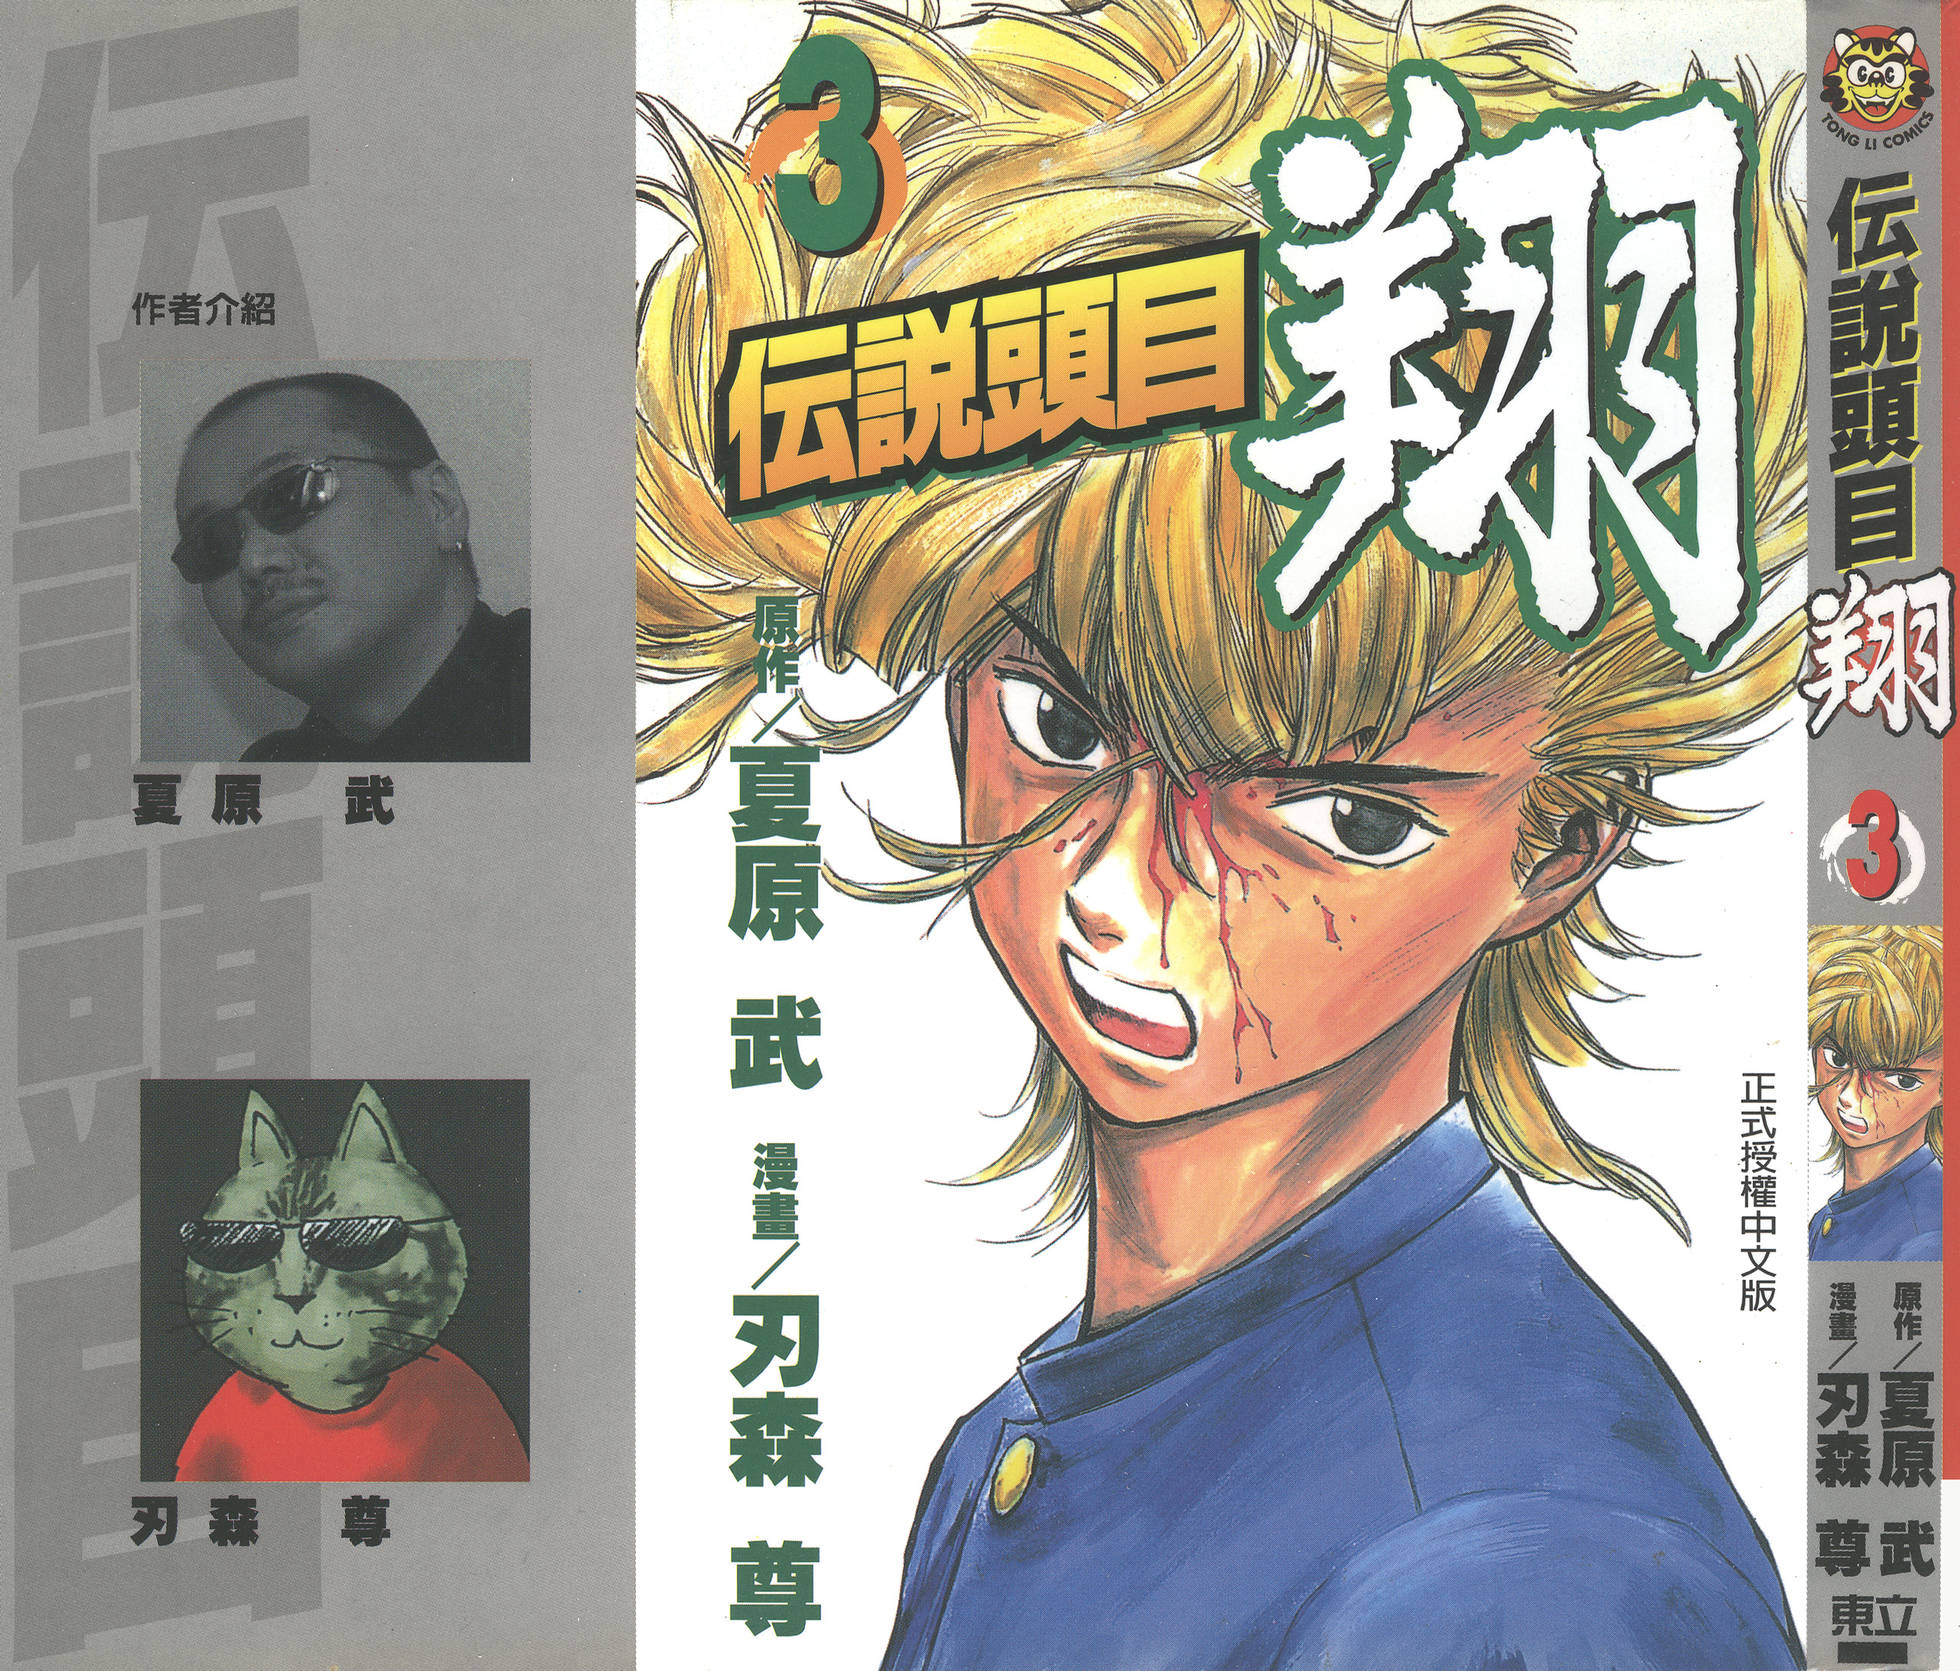 伝説頭目
作者介紹
夏原 武
刃森 尊
3
伝説頭目
翔
原作/夏原 武 漫畫/刃森 尊
正式授權中文版
TONG LI COMICS
伝説頭目
翔
3
原作/夏原 武
漫畫/刃森 尊
東立